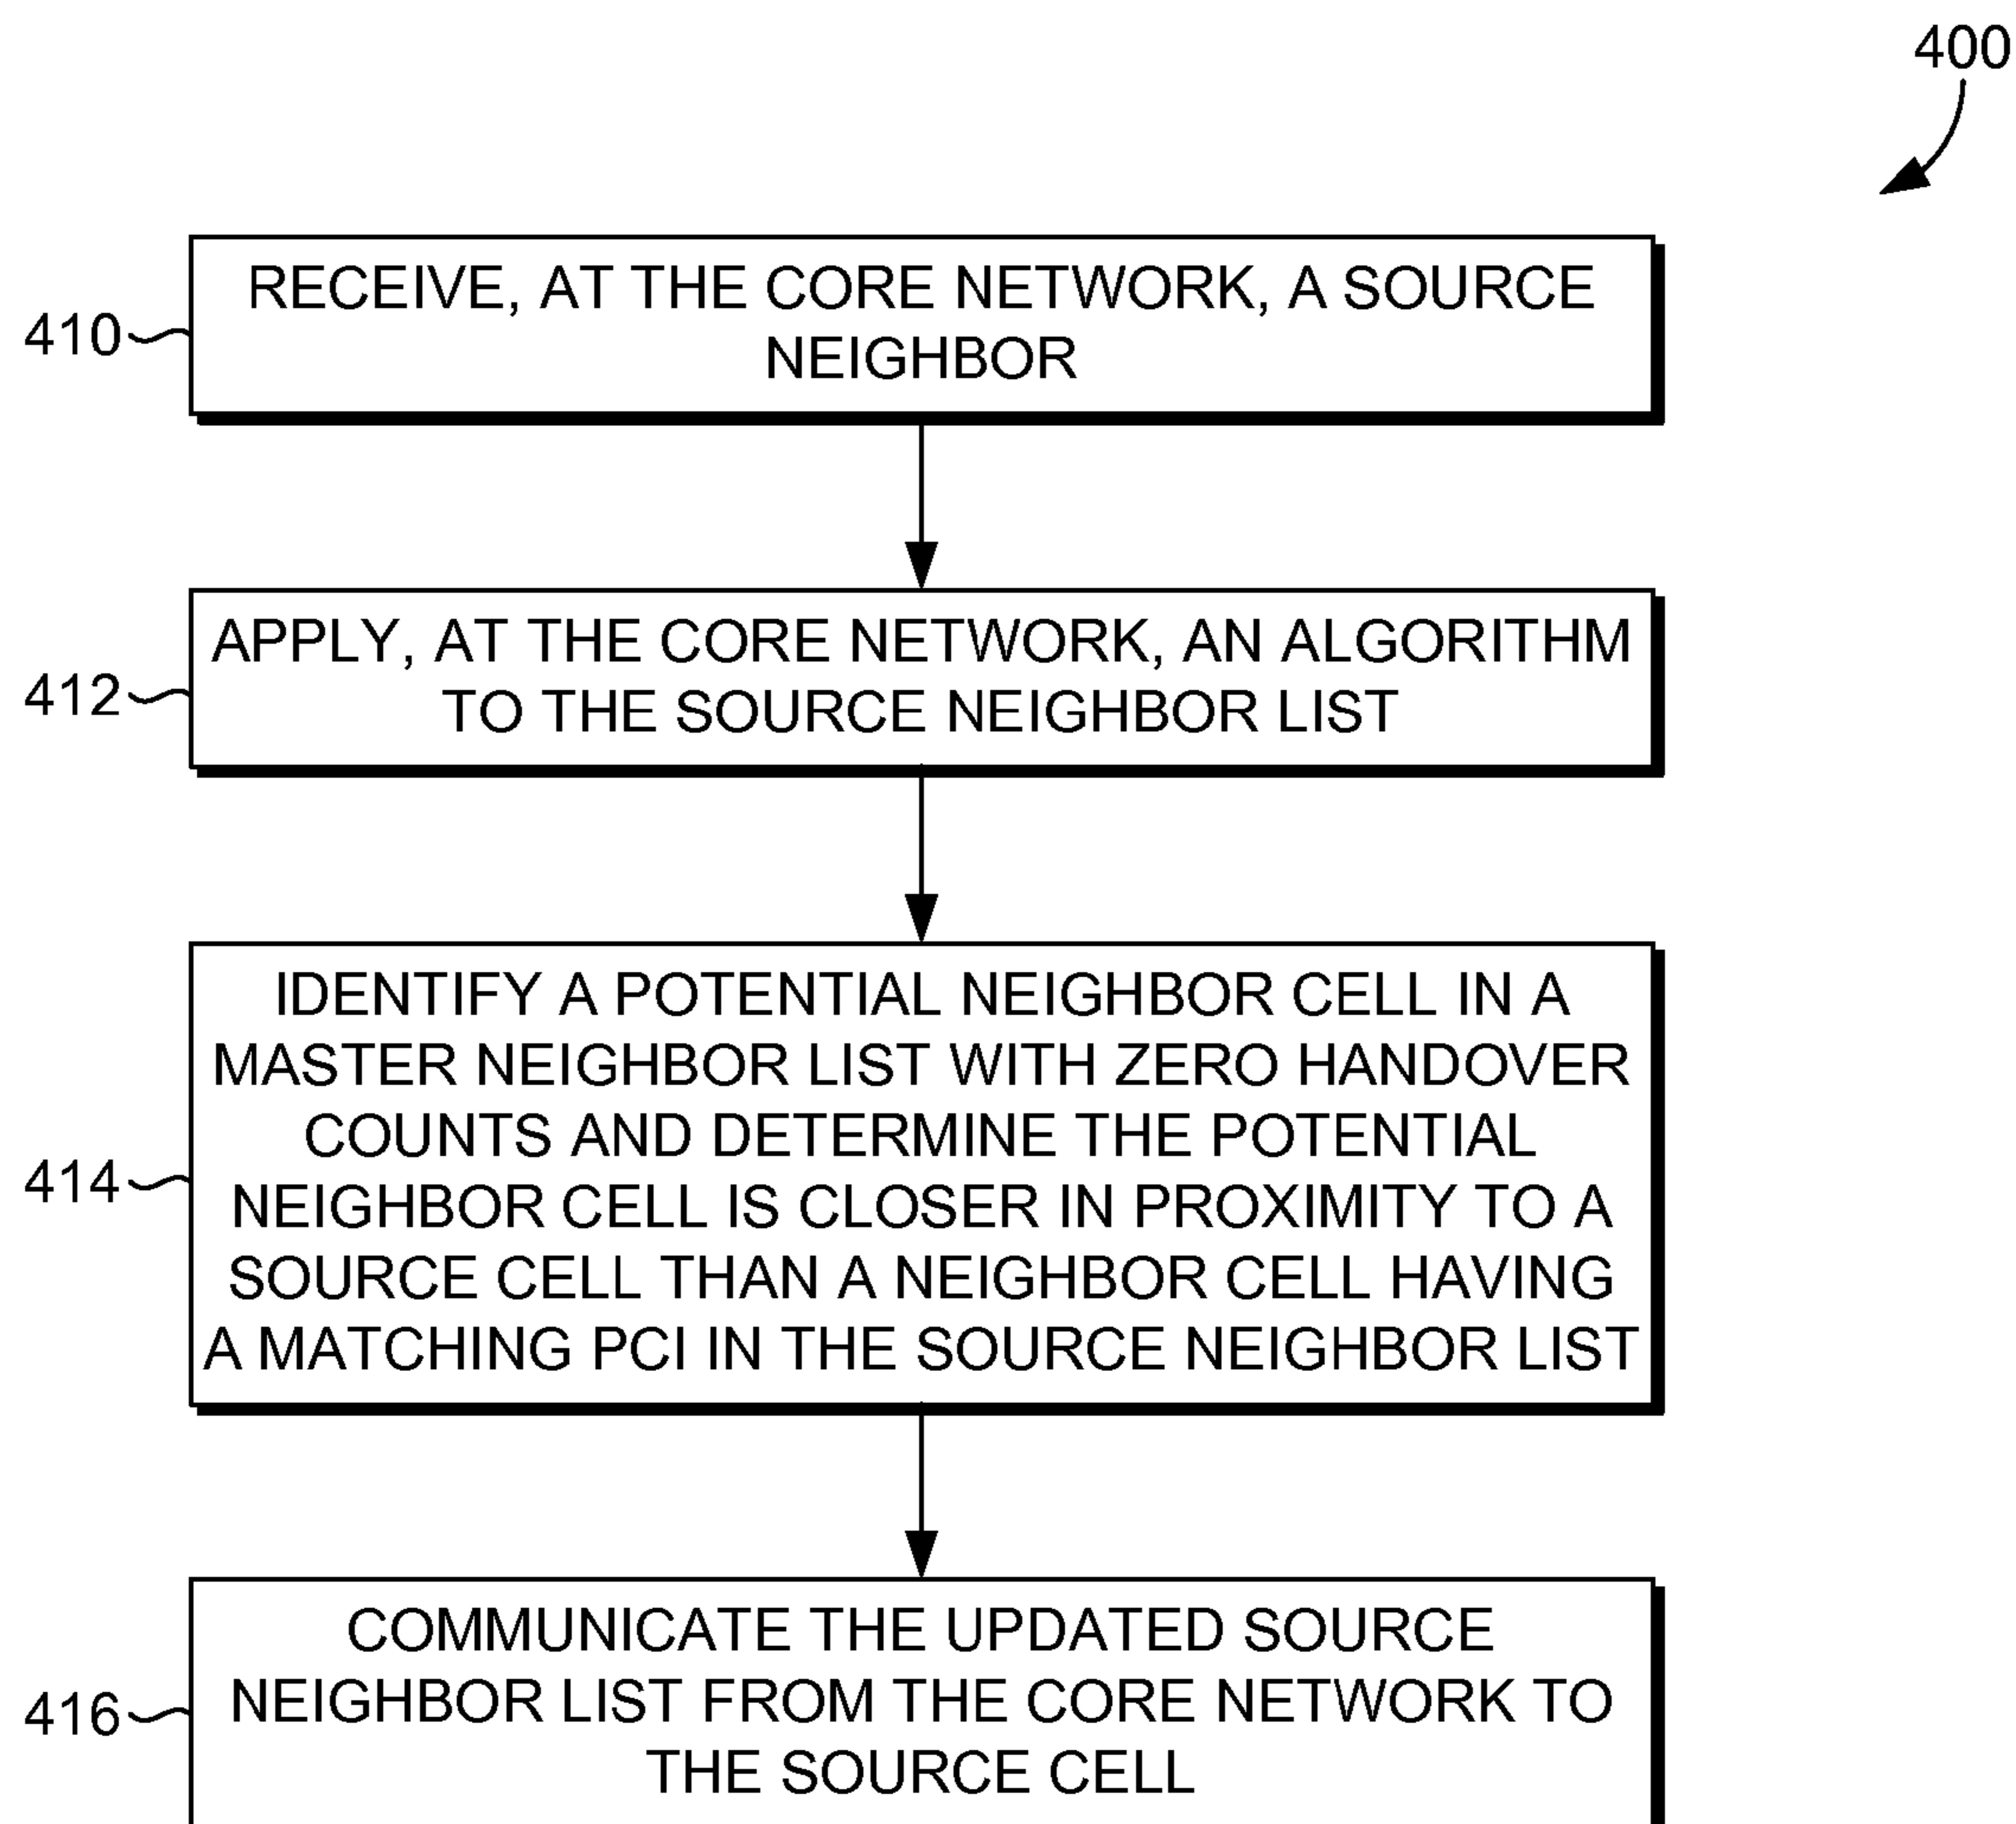 400
410
RECEIVE, AT THE CORE NETWORK, A SOURCE
NEIGHBOR
412
APPLY, AT THE CORE NETWORK, AN ALGORITHM
TO THE SOURCE NEIGHBOR LIST
414
IDENTIFY A POTENTIAL NEIGHBOR CELL IN A
MASTER NEIGHBOR LIST WITH ZERO HANDOVER
COUNTS AND DETERMINE THE POTENTIAL
NEIGHBOR CELL IS CLOSER IN PROXIMITY TO A
SOURCE CELL THAN A NEIGHBOR CELL HAVING
A MATCHING PCI IN THE SOURCE NEIGHBOR LIST
416
COMMUNICATE THE UPDATED SOURCE
NEIGHBOR LIST FROM THE CORE NETWORK TO
THE SOURCE CELL